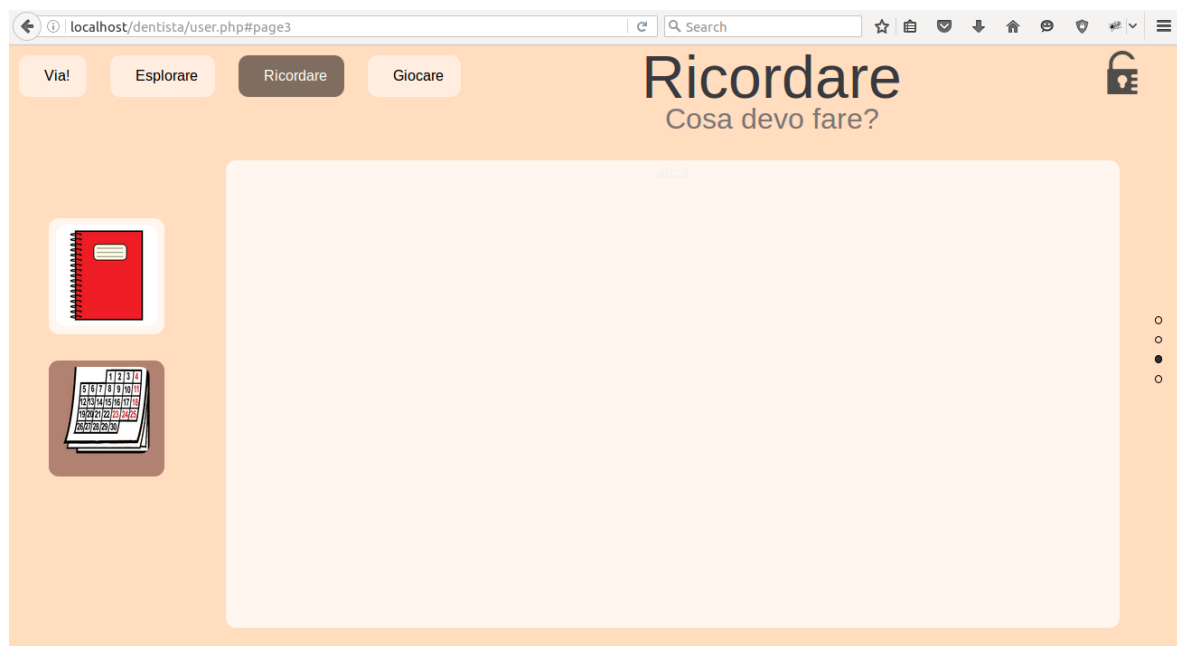 localhost/dentista/user.php#page3
Search
Via!
Esplorare
Ricordare
Giocare
Ricordare
Cosa devo fare?
1 2 3 4
5 6 7 8 9 10 11
12 13 14 15 16 17 18
19 20 21 22 23 24 25
26 27 28 29 30